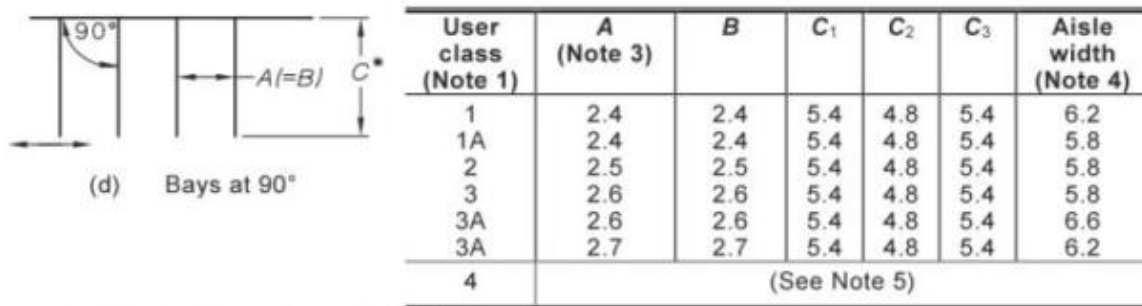 90°
A(=B)
C*
(d) Bays at 90°
User class (Note 1) A (Note 3) B C₁ C₂ C₃ Aisle width (Note 4)
1 2.4 2.4 5.4 4.8 5.4 6.2
1A 2.4 2.4 5.4 4.8 5.4 5.8
2 2.5 2.5 5.4 4.8 5.4 5.8
3 2.6 2.6 5.4 4.8 5.4 5.8
3A 2.6 2.6 5.4 4.8 5.4 6.6
3A 2.7 2.7 5.4 4.8 5.4 6.2
4 (See Note 5)